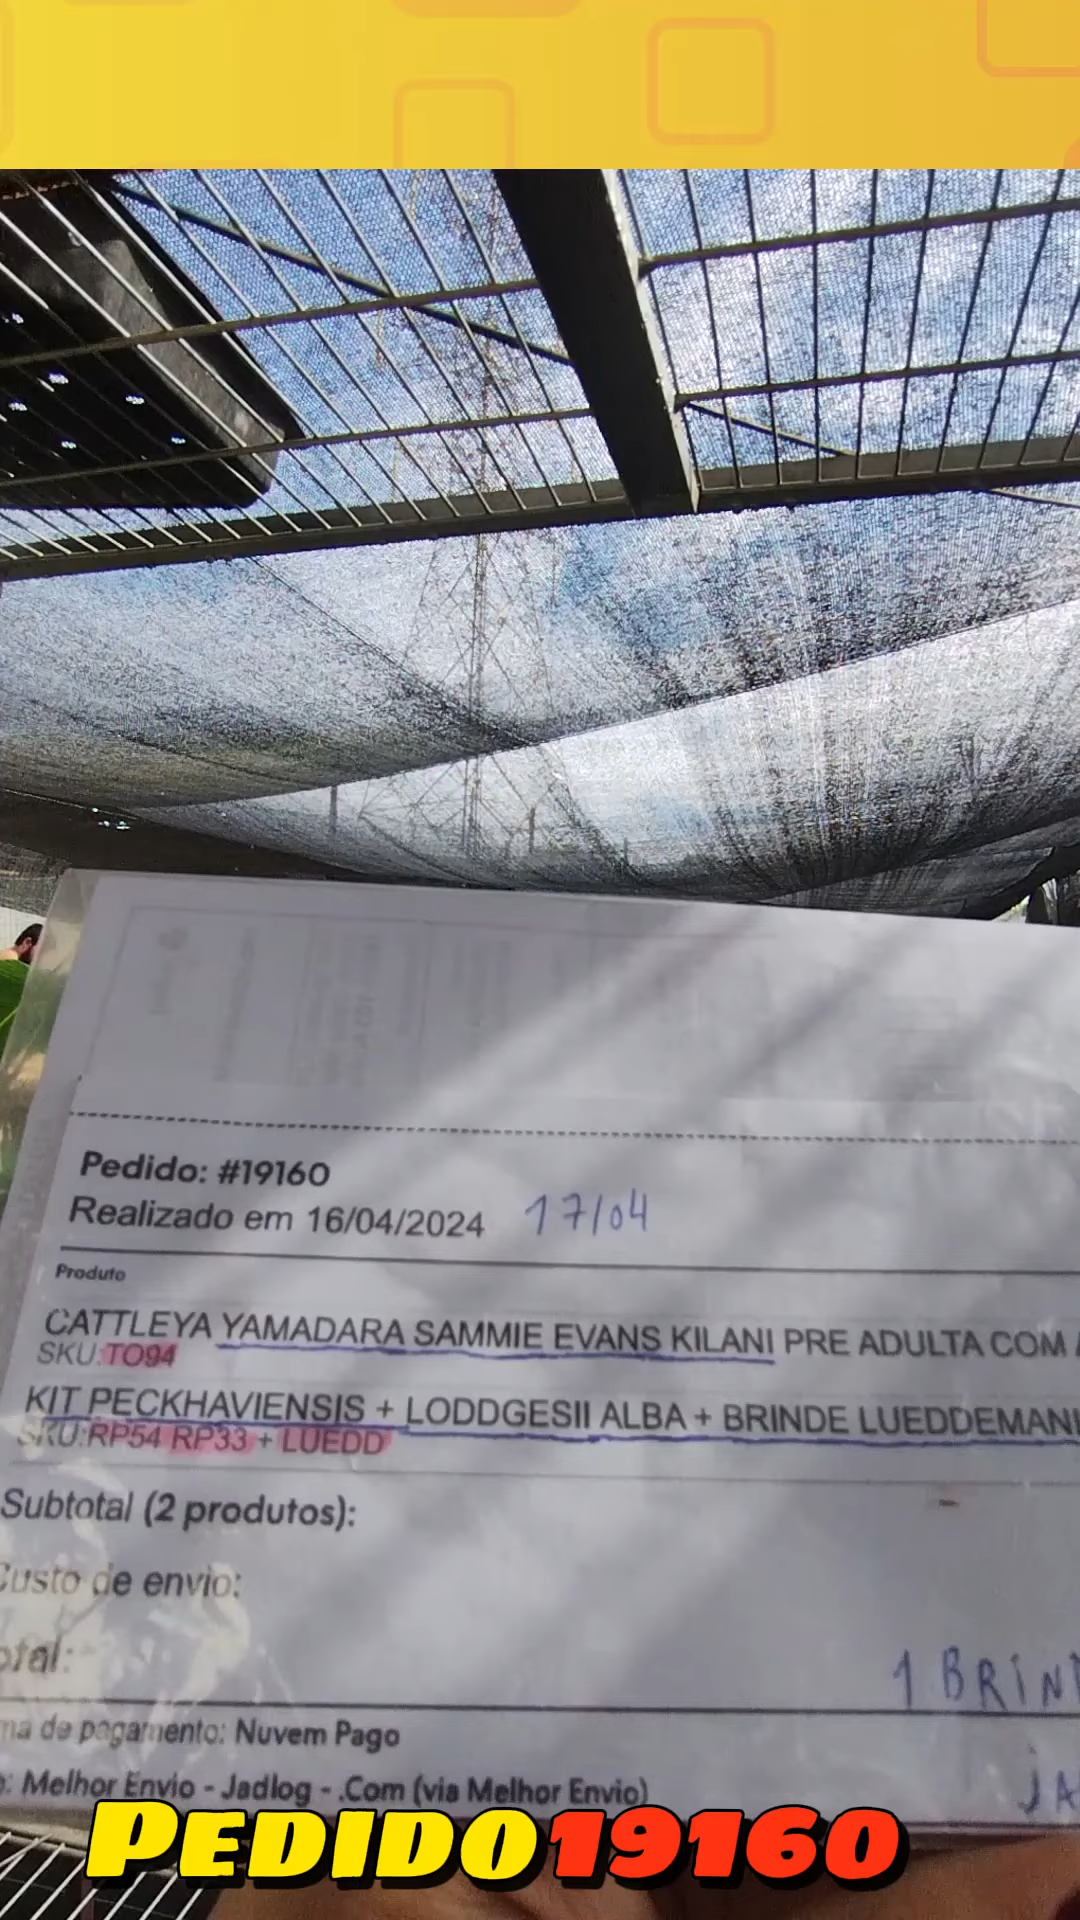 Pedido: #19160
Realizado em 16/04/2024 17/04
Produto
CATTLEYA YAMADARA SAMMIE EVANS KILANI PRE ADULTA COM
SKU:TO94
KIT PECKHAVIENSIS + LODDGESII ALBA + BRINDE LUEDDEMANI
SKU:RP54 RP33 + LUEDD
Subtotal (2 produtos):
Custo de envio:
otal:
1 BRIN
ma de pagamento: Nuvem Pago
o: Melhor Envio - Jadlog - .Com (via Melhor Envio)
JA
PEDIDO 19160